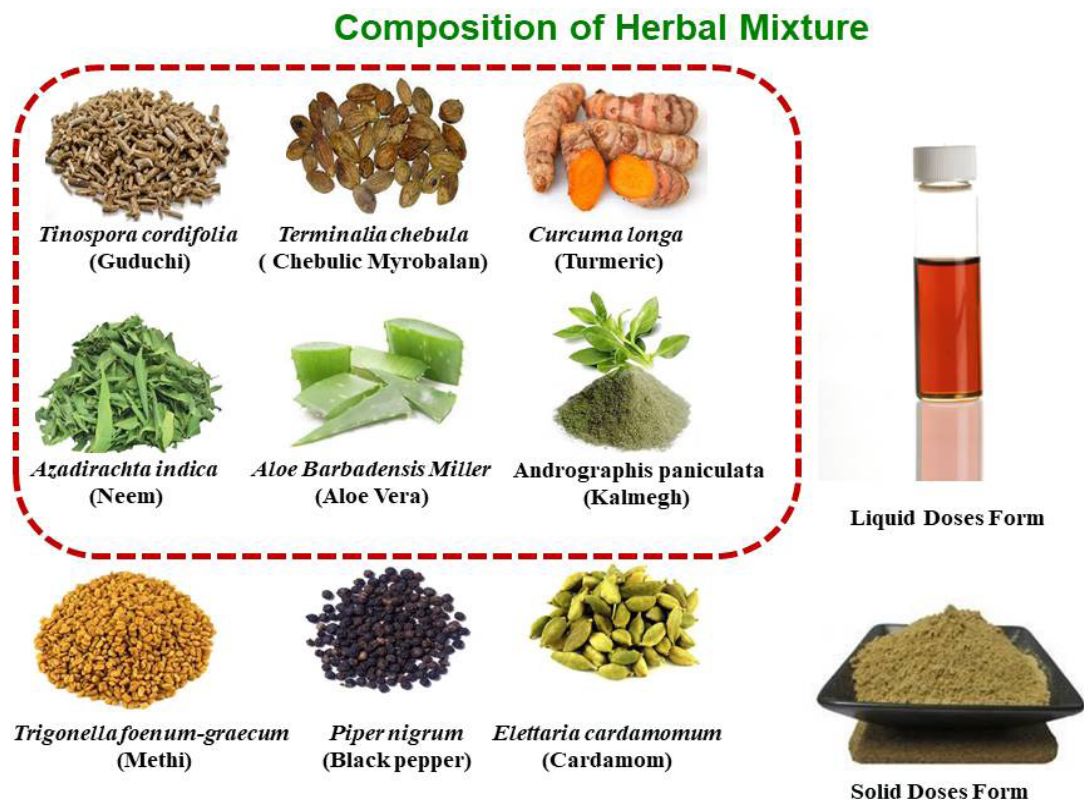 Composition of Herbal Mixture
Tinospora cordifolia
(Guduchi)
Terminalia chebula
( Chebulic Myrobalan)
Curcuma longa
(Turmeric)
Azadirachta indica
(Neem)
Aloe Barbadensis Miller
(Aloe Vera)
Andrographis paniculata
(Kalmegh)
Liquid Doses Form
Trigonella foenum-graecum
(Methi)
Piper nigrum
(Black pepper)
Elettaria cardamomum
(Cardamom)
Solid Doses Form